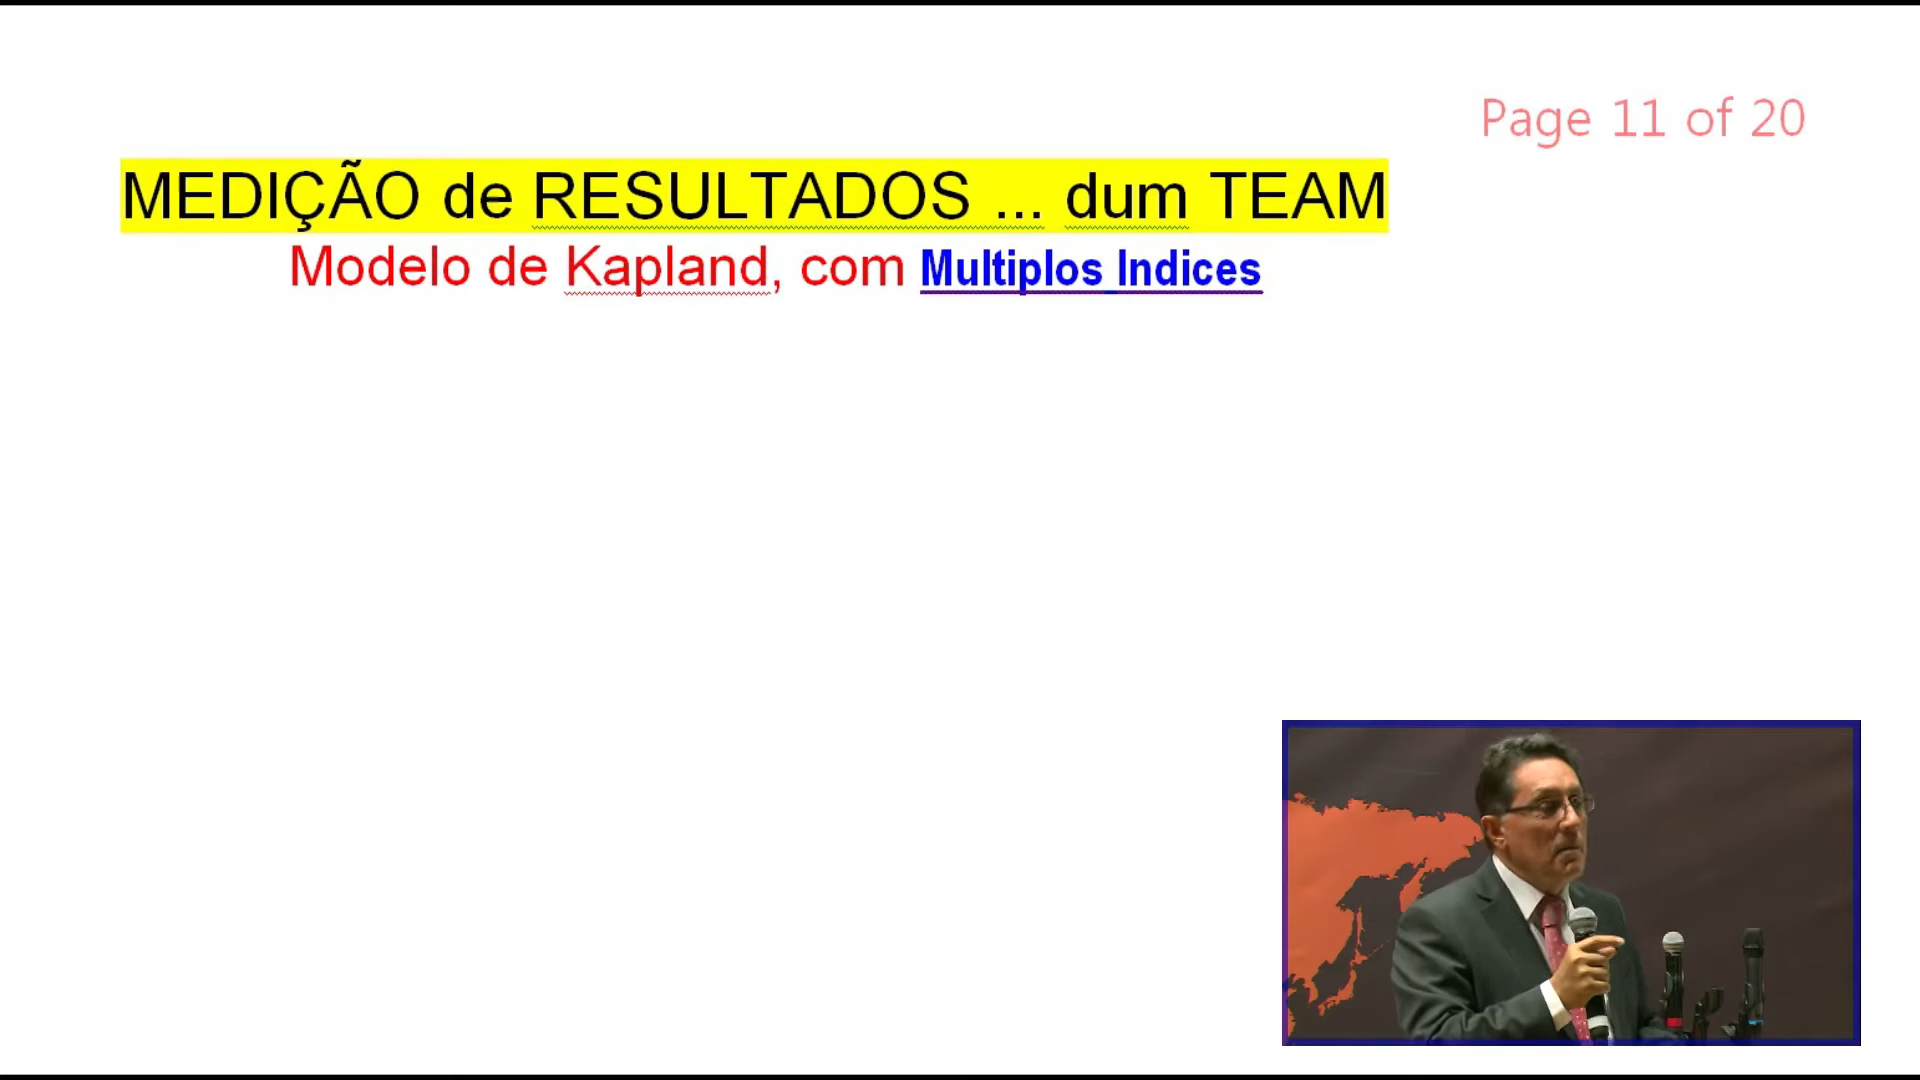 Page 11 of 20
MEDIÇÃO de RESULTADOS ... dum TEAM
Modelo de Kapland, com Multiplos Indices